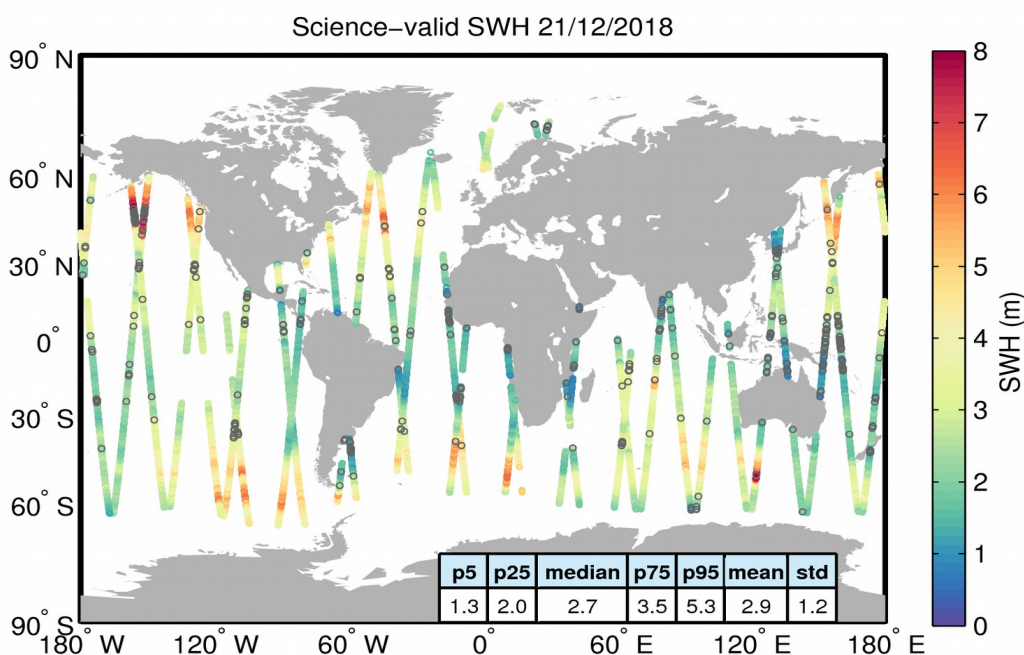 Science−valid SWH 21/12/2018
90° N
60° N
30° N
0°
30° S
60° S
90° S
180° W
120° W
60° W
0°
60° E
120° E
180° E
p5 p25 median p75 p95 mean std
1.3 2.0 2.7 3.5 5.3 2.9 1.2
8
7
6
5
4
3
2
1
0
SWH (m)